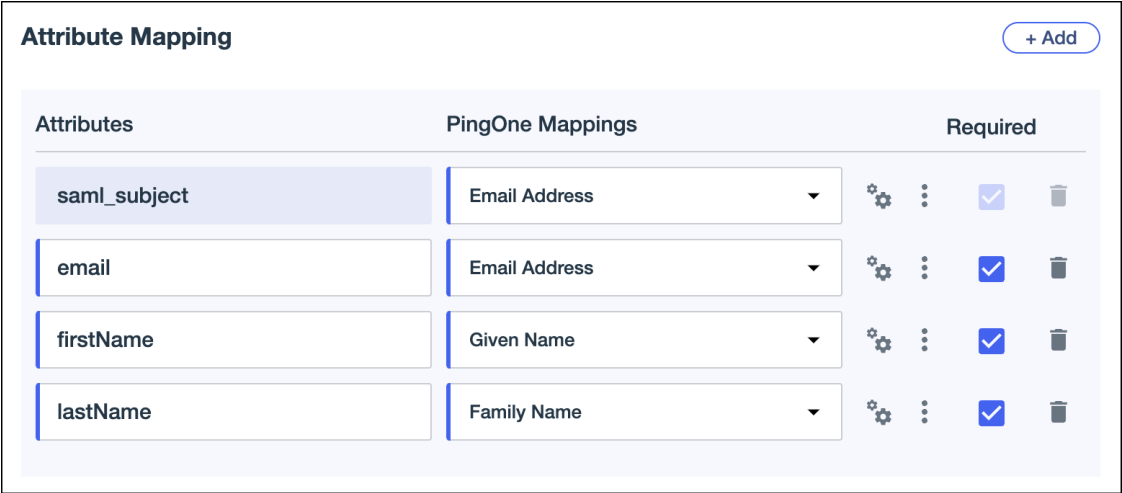 Attribute Mapping
+ Add
Attributes PingOne Mappings Required
saml_subject Email Address
email Email Address
firstName Given Name
lastName Family Name